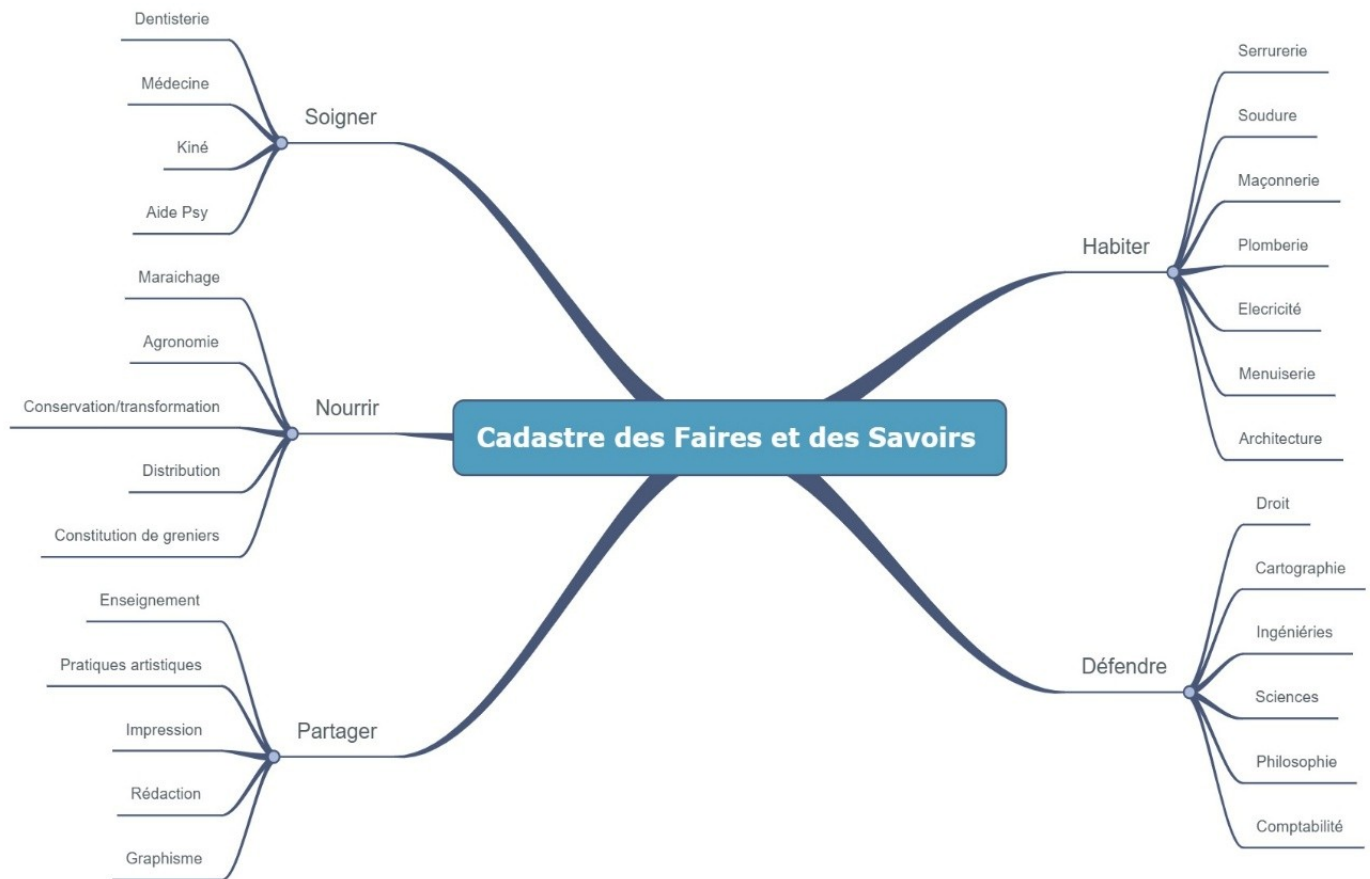 Cadastre des Faires et des Savoirs
Soigner
Dentisterie
Médecine
Kiné
Aide Psy
Nourrir
Maraichage
Agronomie
Conservation/transformation
Distribution
Constitution de greniers
Partager
Enseignement
Pratiques artistiques
Impression
Rédaction
Graphisme
Habiter
Serrurerie
Soudure
Maçonnerie
Plomberie
Elecricité
Menuiserie
Architecture
Défendre
Droit
Cartographie
Ingéniéries
Sciences
Philosophie
Comptabilité